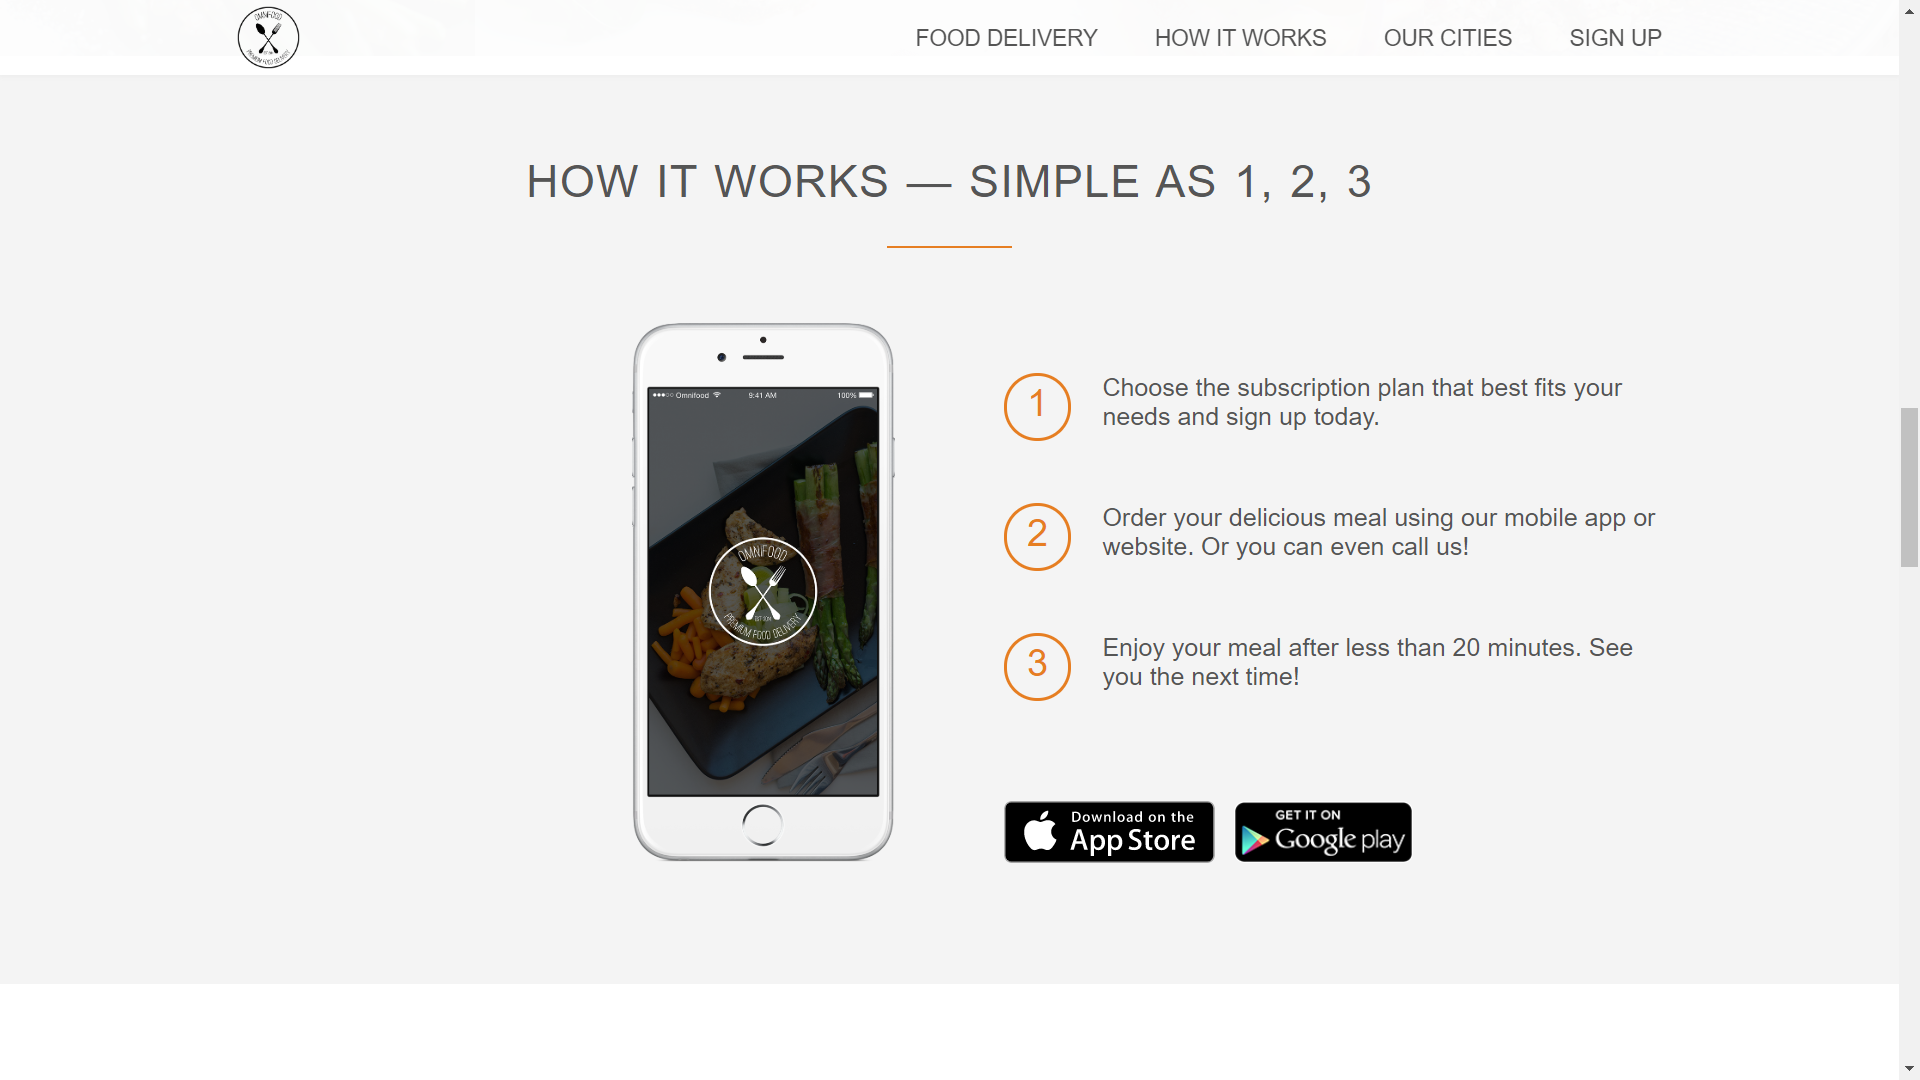 OMNIFOOD
PREMIUM FOOD DELIVERY
FOOD DELIVERY
HOW IT WORKS
OUR CITIES
SIGN UP
HOW IT WORKS — SIMPLE AS 1, 2, 3
Omnifood 9:41 AM 100%
OMNIFOOD
PREMIUM FOOD DELIVERY
1
Choose the subscription plan that best fits your
needs and sign up today.
2
Order your delicious meal using our mobile app or
website. Or you can even call us!
3
Enjoy your meal after less than 20 minutes. See
you the next time!
Download on the
App Store
GET IT ON
Google play